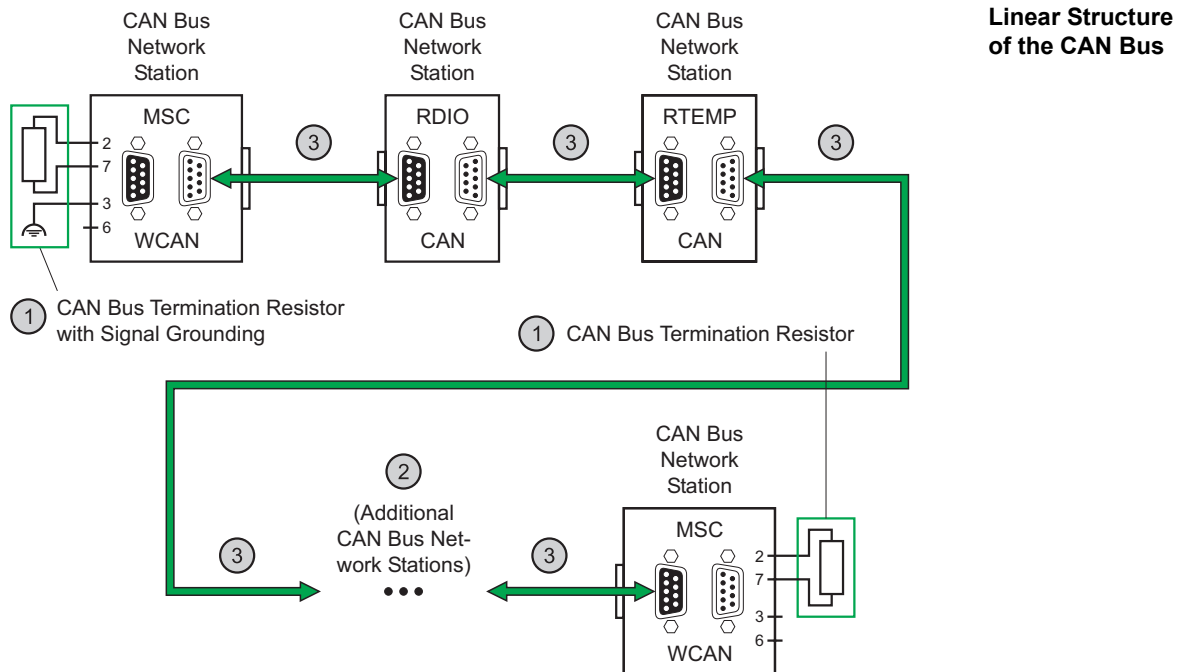 Linear Structure
of the CAN Bus
CAN Bus
Network
Station
CAN Bus
Network
Station
CAN Bus
Network
Station
MSC
RDIO
RTEMP
2
7
3
6
3
3
3
WCAN
CAN
CAN
1
CAN Bus Termination Resistor
with Signal Grounding
1
CAN Bus Termination Resistor
CAN Bus
Network
Station
2
(Additional
CAN Bus Net-
work Stations)
•••
3
3
MSC
2
7
3
6
WCAN